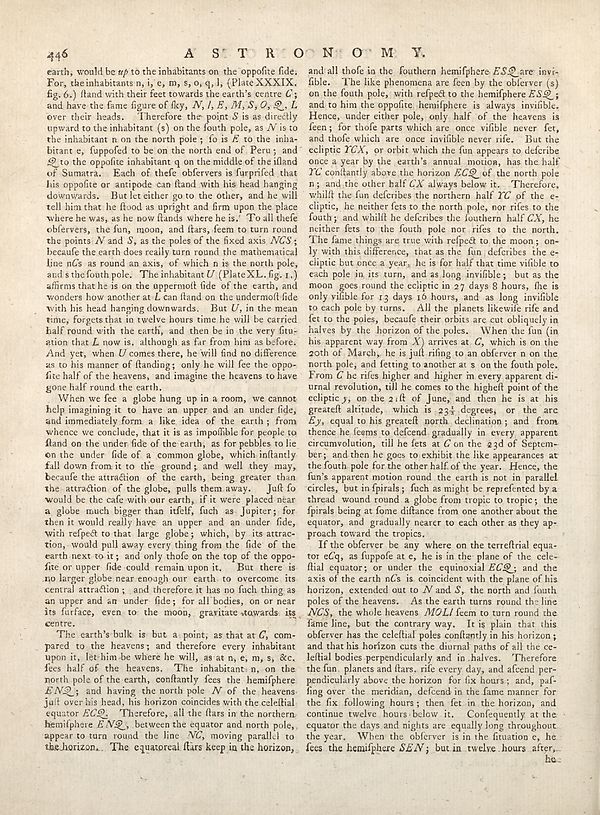 446
A S T R O N O M Y.
earth, would be up to the inhabitants on the oppoſite ſide.
For, the inhabitants n, i, e, m, s, o, q, l, (Plate XXXIX.
fig. 6.) ſtand with their feet towards the earth's centre C;
and have the ſame figure of ſky, N, I, E, M, S, O, Q, L
over their heads. Therefore the point S is as directly
upward to the inhabitant (s) on the ſouth pole, as N is to
the inhabitant n on the north pole; ſo is E to the inha-
bitant e, ſuppoſed to be on the north end of Peru; and
Q to the oppoſite inhabitant q on the middle of the iſland
of Sumatra. Each of theſe obſervers is ſurpriſed that
his oppoſite or antipode can ſtand with his head hanging
downwards. But let either go to the other, and he will
tell him that he ſtood as upright and firm upon the place
where he was, as he now ſtands where he is. To all theſe
obſervers, the ſun, moon, and ſtars, ſeem to turn round
the points N and S, as the poles of the fixed axis NCS;
becauſe the earth does really turn round the mathematical
line nCs as round an axis, of which n is the north pole,
and s the ſouth pole. The inhabitant U (Plate XL. fig. 1.)
affirms that he is on the uppermoſt ſide of the earth, and
wonders how another at L can ſtand on the undermoſt ſide
with his head hanging downwards. But U, in the mean
time, forgets that in twelve hours time he will be carried
half round with the earth, and then be in the very ſitu-
ation that L now is, although as far from him as before.
And yet, when U comes there, he will find no difference
as to his manner of ſtanding; only he will ſee the oppo-
ſite half of the heavens, and imagine the heavens to have
gone half round the earth.
When we ſee a globe hung up in a room, we cannot
help imagining it to have an upper and an under ſide,
and immediately form a like idea of the earth; from
whence we conclude, that it is as impoſſible for people to
ſtand on the under ſide of the earth, as for pebbles to lie
on the under ſide of a common globe, which inſtantly
fall down from it to the ground; and well they may,
becauſe the attraction of the earth, being greater than
the attraction of the globe, pulls them away. Juſt ſo
would be the caſe with our earth, if it were placed near
a globe much bigger than itſelf, ſuch as Jupiter; for
then it would really have an upper and an under ſide,
with reſpect to that large globe; which, by its attrac-
tion, would pull away every thing from the ſide of the
earth next to it; and only thoſe on the top of the oppo-
ſite or upper ſide could remain upon it. But there is
no larger globe near enough our earth to overcome its
central attraction; and therefore it has no ſuch thing as
an upper and an under ſide; for all bodies, on or near
its ſurface, even to the moon, gravitate towards its
centre.
The earth's bulk is but a point, as that at C, com-
pared to the heavens; and therefore every inhabitant
upon it, let him be where he will, as at n, e, m, s, &c.
ſees half of the heavens. The inhabitant n, on the
north pole of the earth, conſtantly ſees the hemiſphere
ENQ; and having the north pole N of the heavens
juſt over his head, his horizon coincides with the celeſtial
equator ECQ. Therefore, all the ſtars in the northern
hemiſphere ENQ, between the equator and north pole,
appear to turn round the line NC, moving parallel to
the horizon. The equatoreal ſtars keep in the horizon,
and all thoſe in the ſouthern hemiſphere ESQ are invi-
ſible. The like phenomena are ſeen by the obſerver (s)
on the ſouth pole, with reſpect to the hemiſphere ESQ;
and to him the oppoſite hemiſphere is always inviſible.
Hence, under either pole, only half of the heavens is
ſeen; for thoſe parts which are once viſible never ſet,
and thoſe which are once inviſible never riſe. But the
ecliptic YCX, or orbit which the ſun appears to deſcribe
once a year by the earth's annual motion, has the half
YC conſtantly above the horizon ECQ of the north pole
n; and the other half CX always below it. Therefore,
whilſt the ſun deſcribes the northern half YC of the e-
cliptic, he neither ſets to the north pole, nor riſes to the
ſouth; and whilſt he deſcribes the ſouthern half CX, he
neither ſets to the ſouth pole nor riſes to the north.
The ſame things are true with reſpect to the moon; on-
ly with this difference, that as the ſun deſcribes the e-
cliptic but once a year, he is for half that time viſible to
each pole in its turn, and as long inviſible; but as the
moon goes round the ecliptic in 27 days 8 hours, ſhe is
only viſible for 13 days 16 hours, and as long inviſible
to each pole by turns. All the planets likewiſe riſe and
ſet to the poles, becauſe their orbits are cut obliquely in
halves by the horizon of the poles. When the ſun (in
his apparent way from X) arrives at C, which is on the
20th of March, he is juſt riſing to an obſerver n on the
north pole, and ſetting to another at s on the ſouth pole.
From C he riſes higher and higher in every apparent di-
urnal revolution, till he comes to the higheſt point of the
ecliptic y, on the 21ſt of June, and then he is at his
greateſt altitude, which is 23½ degrees, or the arc
Ey, equal to his greateſt north declination; and from
thence he ſeems to deſcend gradually in every apparent
circumvolution, till he ſets at C on the 23d of Septem-
ber; and then he goes to exhibit the like appearances at
the ſouth pole for the other half of the year. Hence, the
ſun's apparent motion round the earth is not in parallel
circles, but in ſpirals; ſuch as might be repreſented by a
thread wound round a globe from tropic to tropic; the
ſpirals being at ſome diſtance from one another about the
equator, and gradually nearer to each other as they ap-
proach toward the tropics.
If the obſerver be any where on the terreſtrial equa-
tor eCq, as ſuppoſe at e, he is in the plane of the cele-
ſtial equator; or under the equinoxial ECQ; and the
axis of the earth nCs is coincident with the plane of his
horizon, extended out to N and S, the north and ſouth
poles of the heavens. As the earth turns round the line
NCS, the whole heavens MOLl ſeem to turn round the
ſame line, but the contrary way. It is plain that this
obſerver has the celeſtial poles conſtantly in his horizon;
and that his horizon cuts the diurnal paths of all the ce-
leſtial bodies perpendicularly and in halves. Therefore
the ſun, planets and ſtars, riſe every day, and aſcend per-
pendicularly above the horizon for ſix hours; and, paſ-
ſing over the meridian, deſcend in the ſame manner for
the ſix following hours; then ſet in the horizon, and
continue twelve hours below it. Conſequently at the
equator the days and nights are equally long throughout
the year. When the obſerver is in the ſituation e, he
ſees the hemiſphere SEN; but in twelve hours after,
he